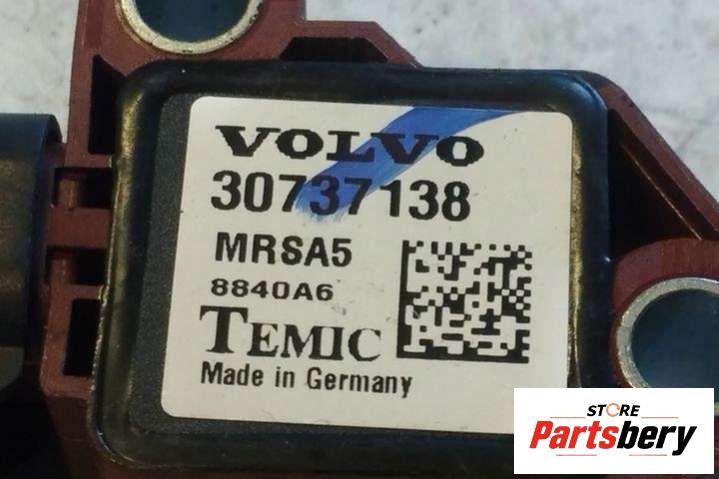 VOLVO
30737138
MRSA5
8840A6
TEMIC
Made in Germany
STORE
Partsbery